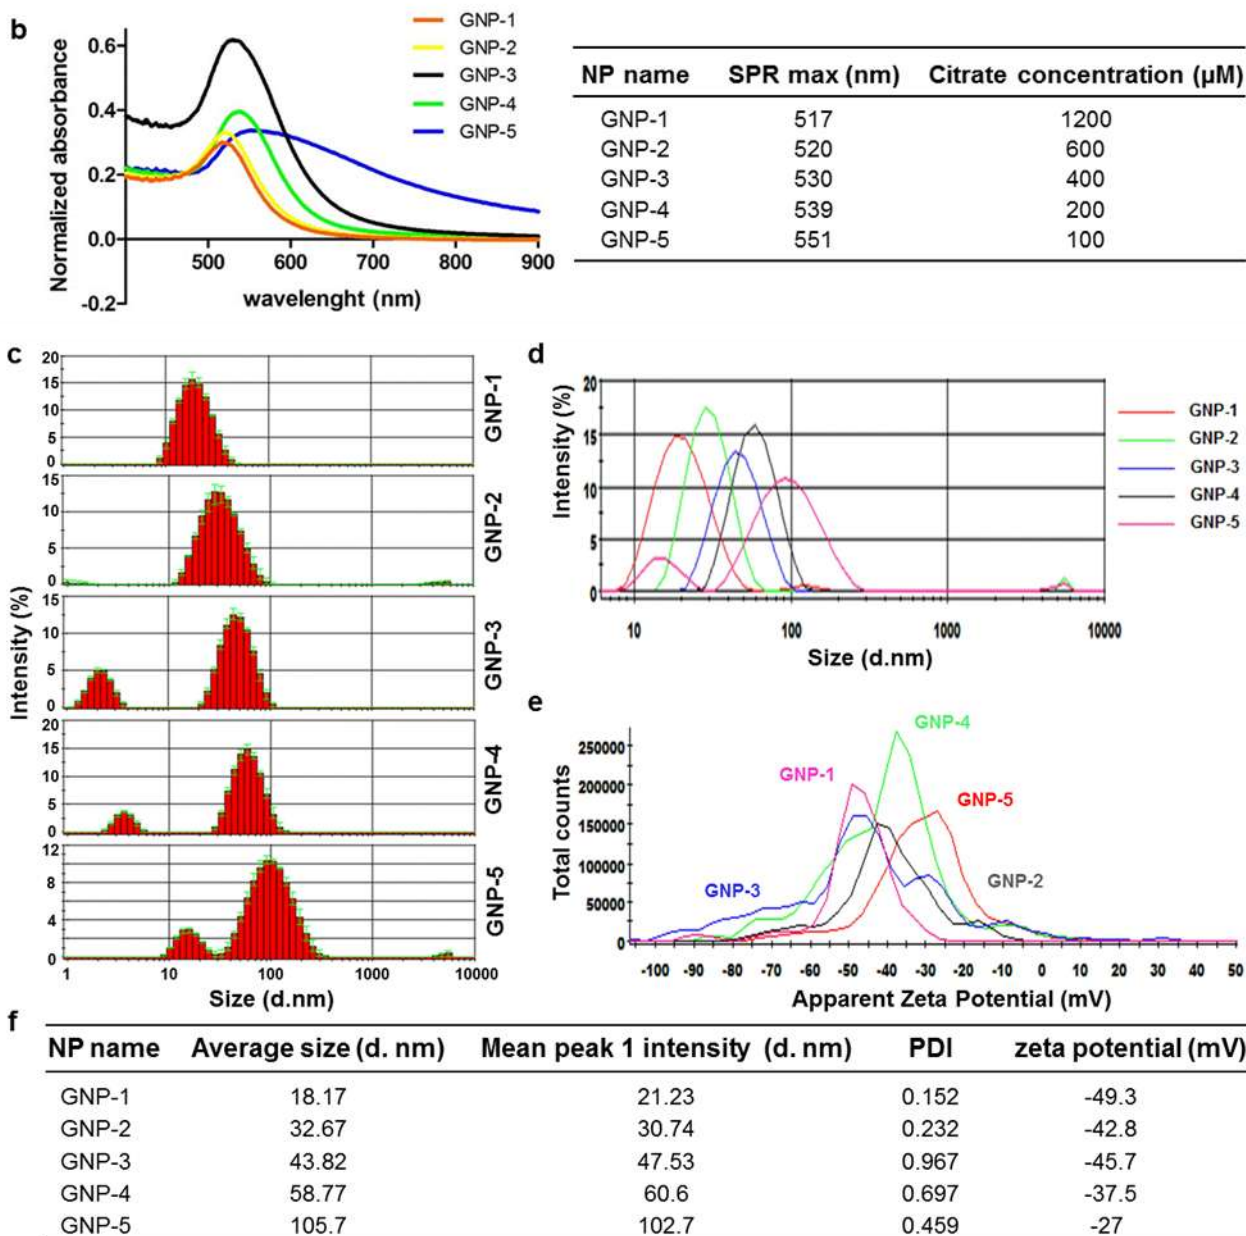 b
GNP-1
GNP-2
GNP-3
GNP-4
GNP-5
Normalized absorbance
0.6
0.4
0.2
0.0
-0.2
500 600 700 800 900
wavelenght (nm)
NP name SPR max (nm) Citrate concentration (µM)
GNP-1 517 1200
GNP-2 520 600
GNP-3 530 400
GNP-4 539 200
GNP-5 551 100
c
Intensity (%)
20
15
10
5
0
GNP-1
15
10
5
0
GNP-2
15
10
5
0
GNP-3
15
10
5
0
GNP-4
12
10
8
6
4
2
0
GNP-5
1 10 100 1000 10000
Size (d.nm)
d
Intensity (%)
20
15
10
5
0
10 100 1000 10000
Size (d.nm)
GNP-1
GNP-2
GNP-3
GNP-4
GNP-5
e
Total counts
250000
200000
150000
100000
50000
0
GNP-4
GNP-1
GNP-5
GNP-3
GNP-2
-100 -90 -80 -70 -60 -50 -40 -30 -20 -10 0 10 20 30 40 50
Apparent Zeta Potential (mV)
f
NP name Average size (d. nm) Mean peak 1 intensity (d. nm) PDI zeta potential (mV)
GNP-1 18.17 21.23 0.152 -49.3
GNP-2 32.67 30.74 0.232 -42.8
GNP-3 43.82 47.53 0.967 -45.7
GNP-4 58.77 60.6 0.697 -37.5
GNP-5 105.7 102.7 0.459 -27